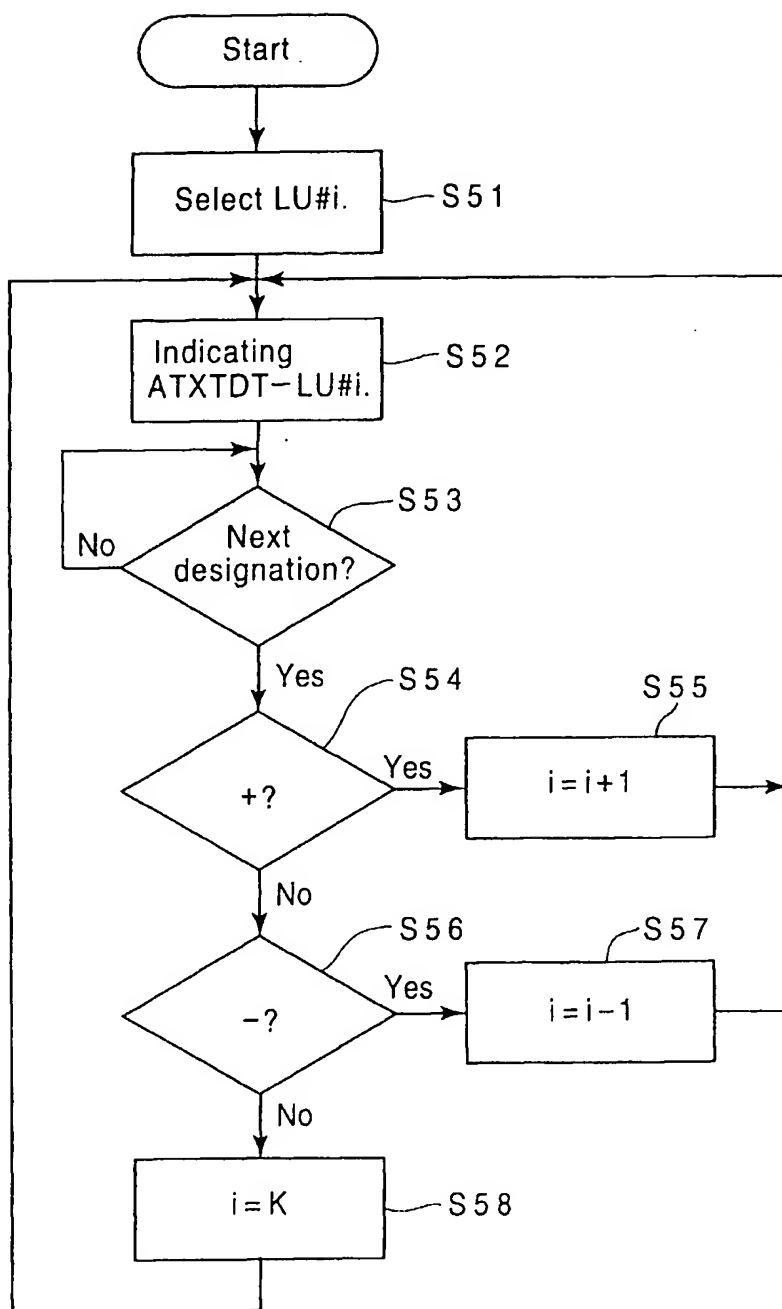 Start
Select LU#i.
S51
Indicating
ATXTDT-LU#i.
S52
S53
Next
designation?
No
Yes
S54
+?
Yes
S55
i=i+1
No
S56
-?
Yes
S57
i=i-1
No
i=K
S58